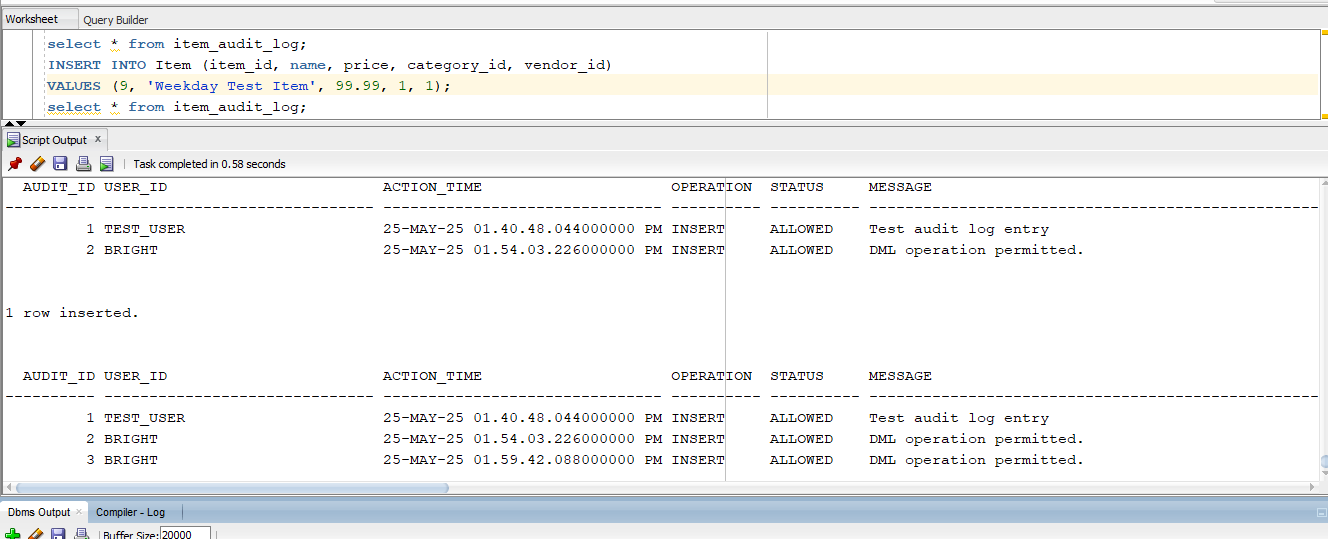 Worksheet Query Builder
select * from item_audit_log;
INSERT INTO Item (item_id, name, price, category_id, vendor_id)
VALUES (9, 'Weekday Test Item', 99.99, 1, 1);
select * from item_audit_log;
Script Output x
Task completed in 0.58 seconds
AUDIT_ID USER_ID ACTION_TIME OPERATION STATUS MESSAGE
---------- ------------------------------ ------------------------------- ---------- ---------- --------------------------------------------------
1 TEST_USER 25-MAY-25 01.40.48.044000000 PM INSERT ALLOWED Test audit log entry
2 BRIGHT 25-MAY-25 01.54.03.226000000 PM INSERT ALLOWED DML operation permitted.
1 row inserted.
AUDIT_ID USER_ID ACTION_TIME OPERATION STATUS MESSAGE
---------- ------------------------------ ------------------------------- ---------- ---------- --------------------------------------------------
1 TEST_USER 25-MAY-25 01.40.48.044000000 PM INSERT ALLOWED Test audit log entry
2 BRIGHT 25-MAY-25 01.54.03.226000000 PM INSERT ALLOWED DML operation permitted.
3 BRIGHT 25-MAY-25 01.59.42.088000000 PM INSERT ALLOWED DML operation permitted.
Dbms Output x Compiler - Log
Buffer Size: 20000